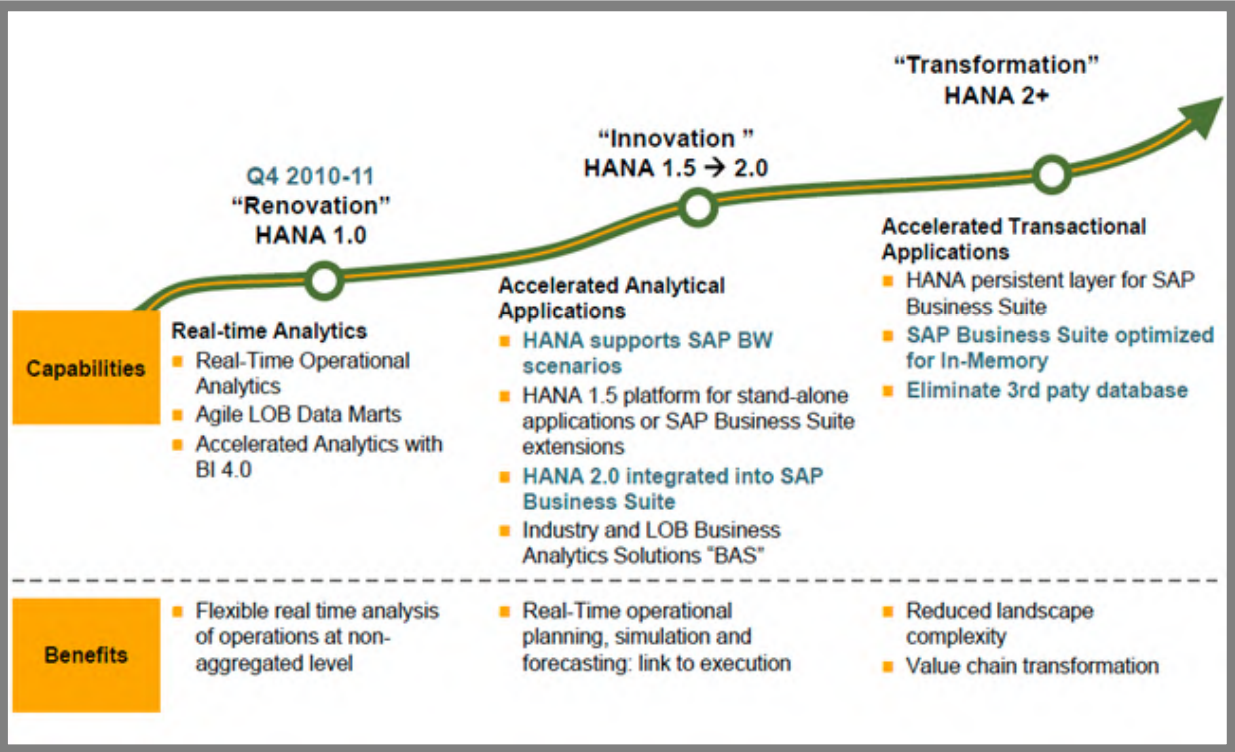 “Transformation”
HANA 2+
“Innovation ”
HANA 1.5 → 2.0
Q4 2010-11
“Renovation”
HANA 1.0
Capabilities
Real-time Analytics
Real-Time Operational
Analytics
Agile LOB Data Marts
Accelerated Analytics with
BI 4.0
Accelerated Analytical
Applications
HANA supports SAP BW
scenarios
HANA 1.5 platform for stand-alone
applications or SAP Business Suite
extensions
HANA 2.0 integrated into SAP
Business Suite
Industry and LOB Business
Analytics Solutions “BAS”
Accelerated Transactional
Applications
HANA persistent layer for SAP
Business Suite
SAP Business Suite optimized
for In-Memory
Eliminate 3rd paty database
Benefits
Flexible real time analysis
of operations at non-
aggregated level
Real-Time operational
planning, simulation and
forecasting: link to execution
Reduced landscape
complexity
Value chain transformation